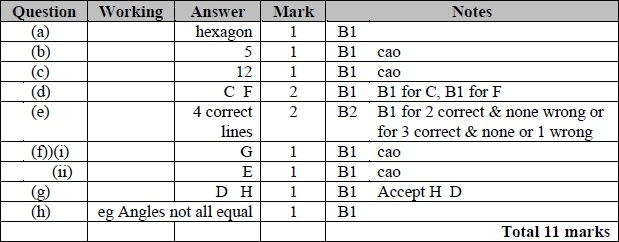 Question Working Answer Mark Notes
(a) hexagon 1 B1
(b) 5 1 B1 cao
(c) 12 1 B1 cao
(d) C F 2 B1 B1 for C, B1 for F
(e) 4 correct 2 B2 B1 for 2 correct & none wrong or
lines for 3 correct & none or 1 wrong
(f))(i) G 1 B1 cao
(ii) E 1 B1 cao
(g) D H 1 B1 Accept H D
(h) eg Angles not all equal 1 B1
Total 11 marks